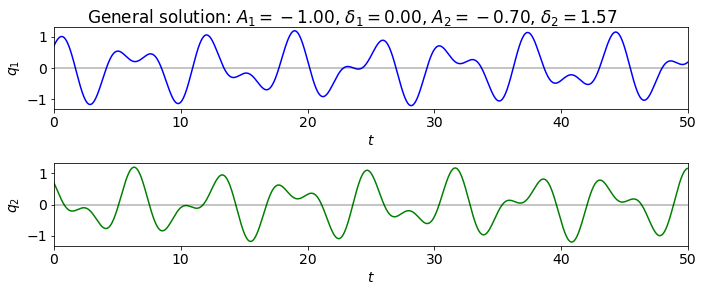 General solution: A₁ = −1.00, δ₁ = 0.00, A₂ = −0.70, δ₂ = 1.57
1
0
−1
q₁
0 10 20 30 40 50
t
1
0
−1
q₂
0 10 20 30 40 50
t